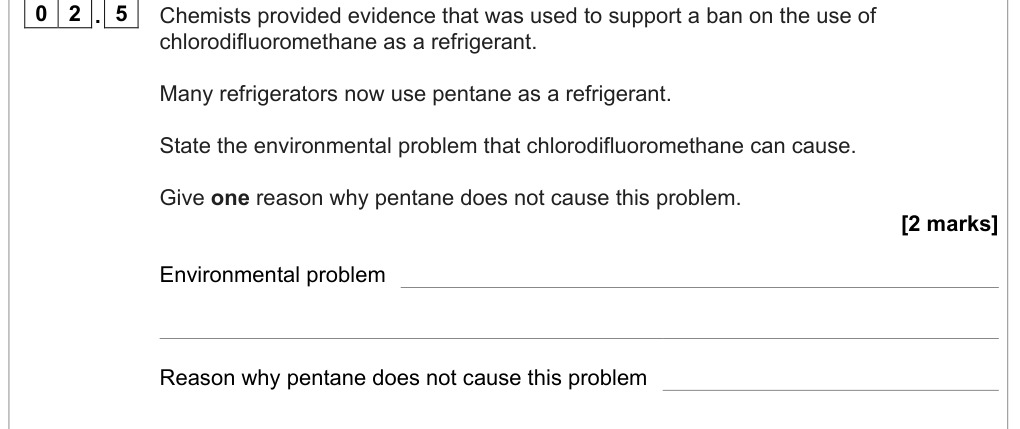 0 2 . 5 Chemists provided evidence that was used to support a ban on the use of
chlorodifluoromethane as a refrigerant.
Many refrigerators now use pentane as a refrigerant.
State the environmental problem that chlorodifluoromethane can cause.
Give one reason why pentane does not cause this problem.
[2 marks]
Environmental problem
Reason why pentane does not cause this problem